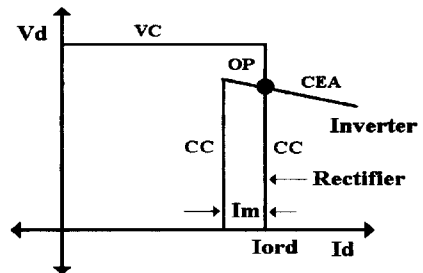 Vd
VC
OP
CEA
Inverter
CC
CC
Rectifier
Im
Iord
Id